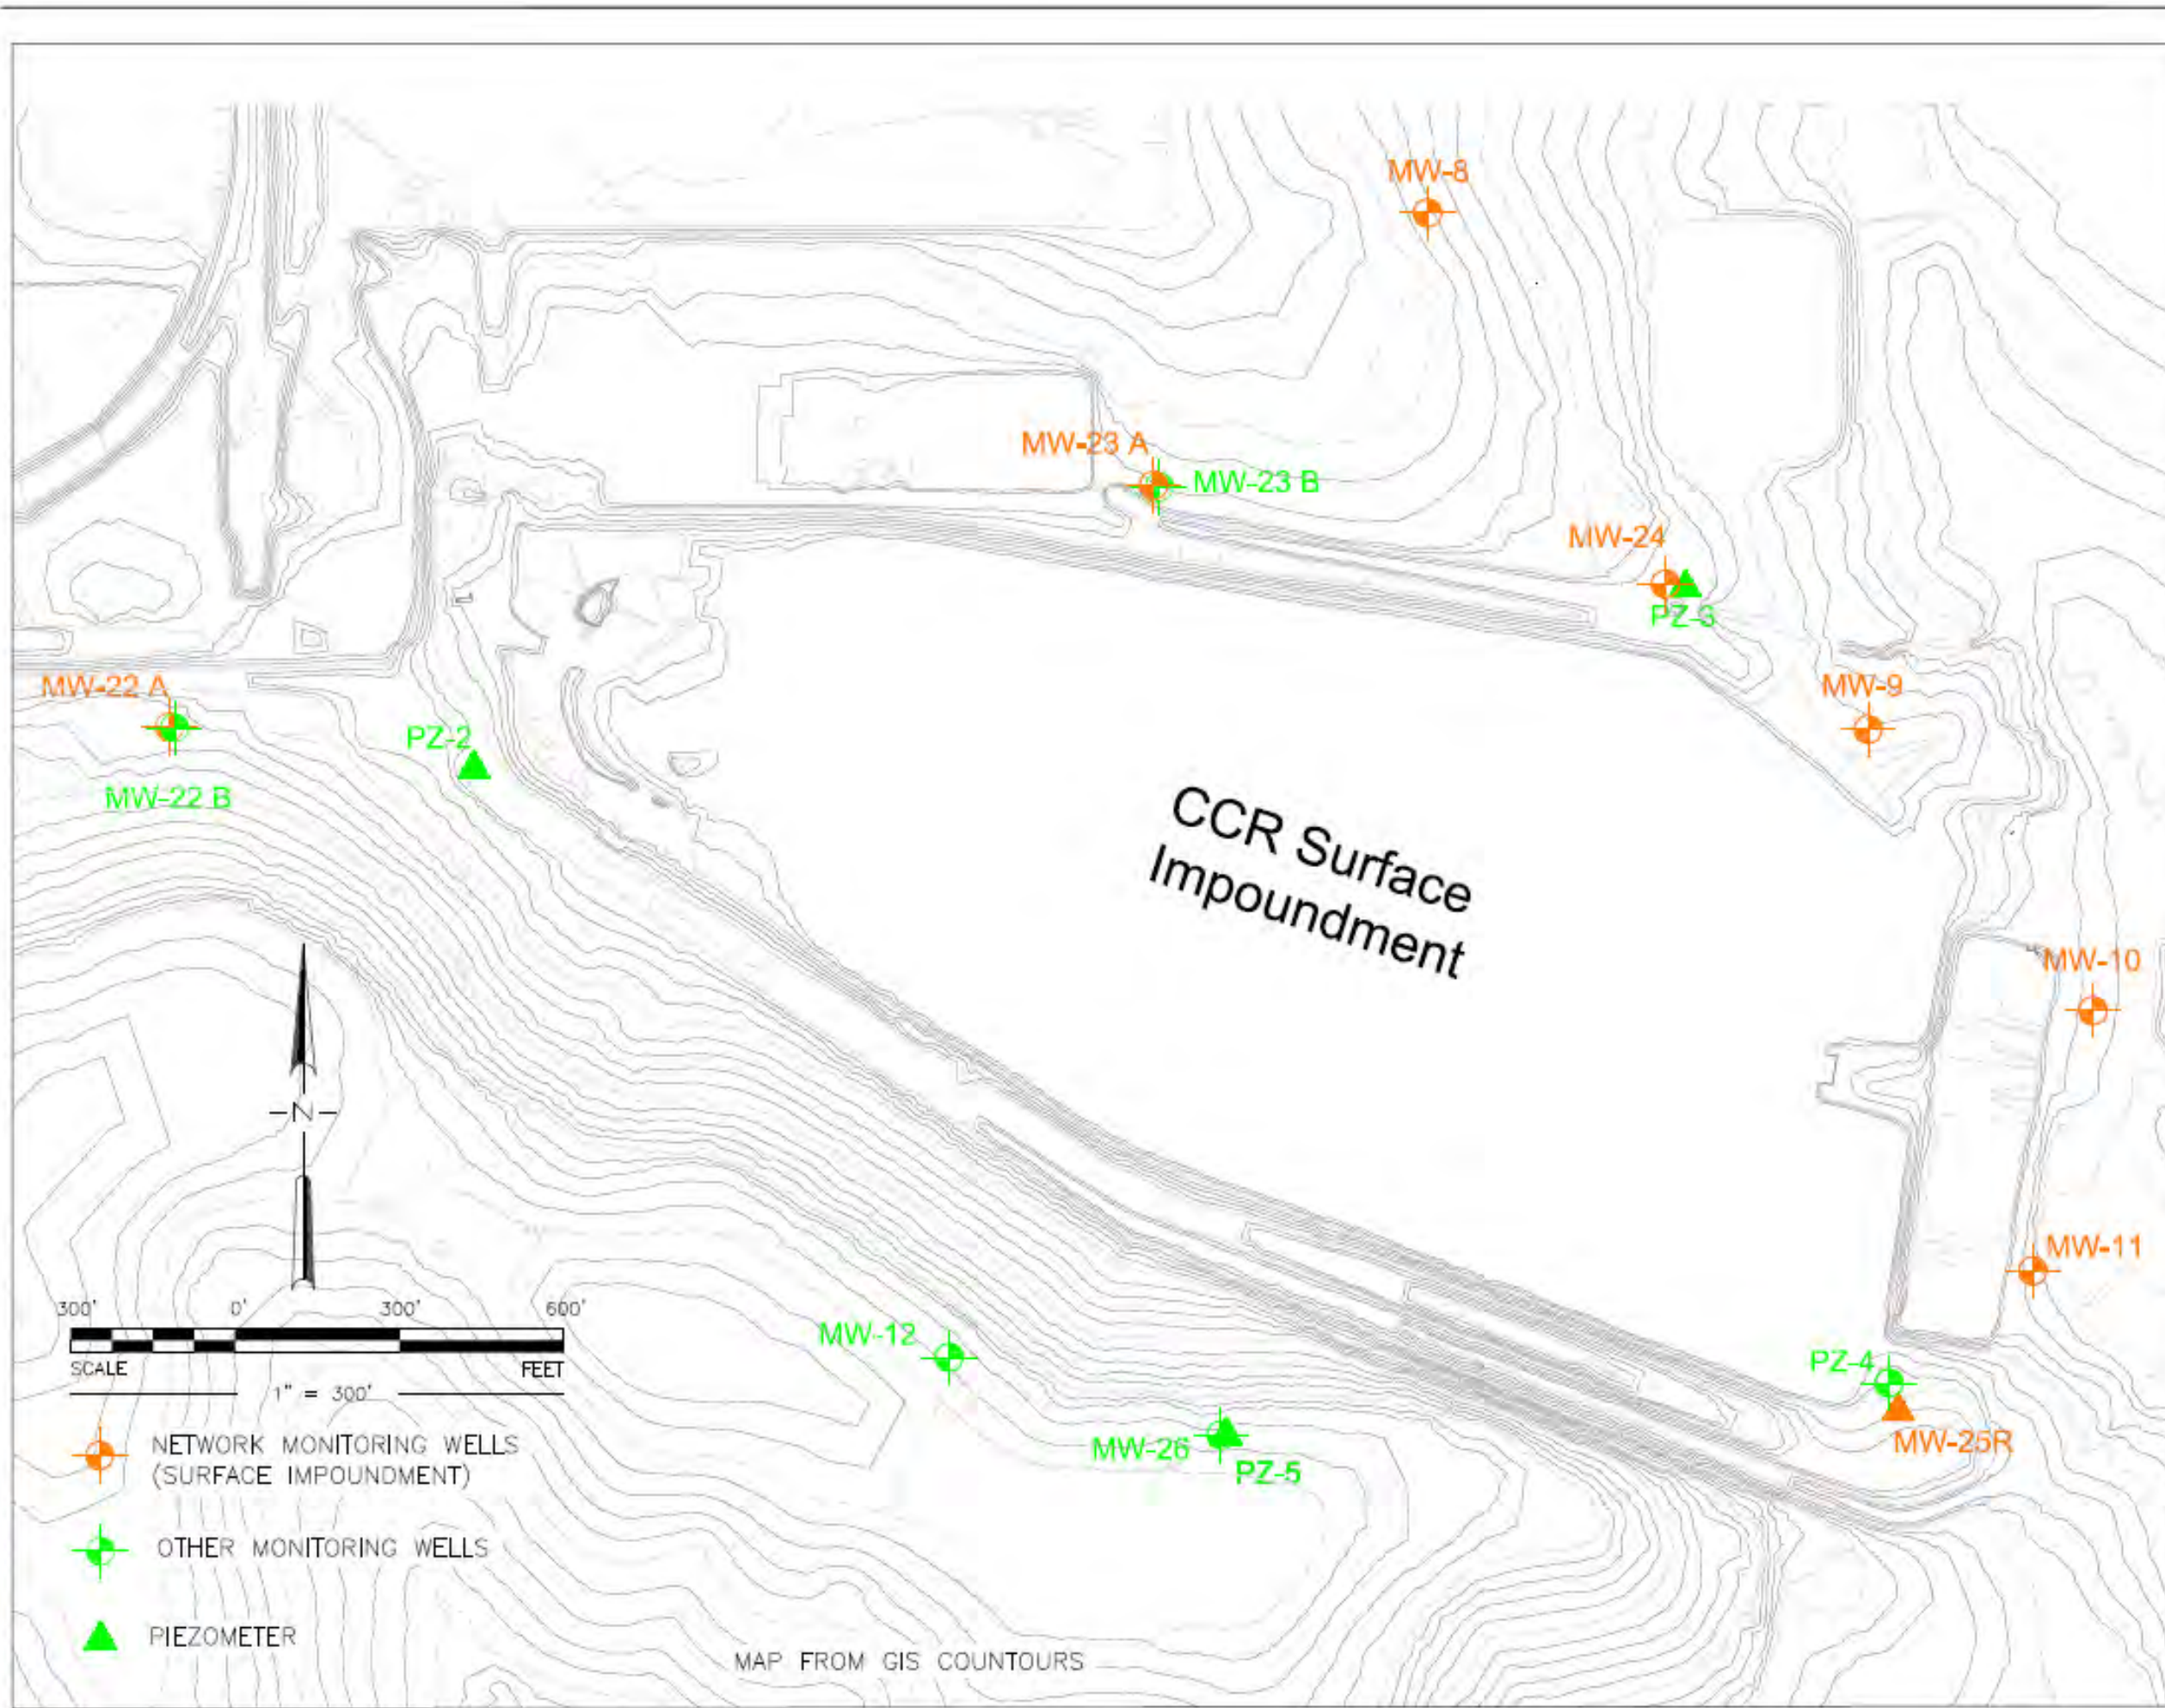 MW-8
MW-23 A
MW-23 B
MW-24
PZ-3
MW-22 A
MW-9
PZ-2
MW-22 B
CCR Surface
Impoundment
MW-10
-N-
MW-11
300' 0' 300' 600'
SCALE FEET
1" = 300'
MW-12
PZ-4
MW-25R
MW-26
PZ-5
NETWORK MONITORING WELLS
(SURFACE IMPOUNDMENT)
OTHER MONITORING WELLS
PIEZOMETER
MAP FROM GIS COUNTOURS